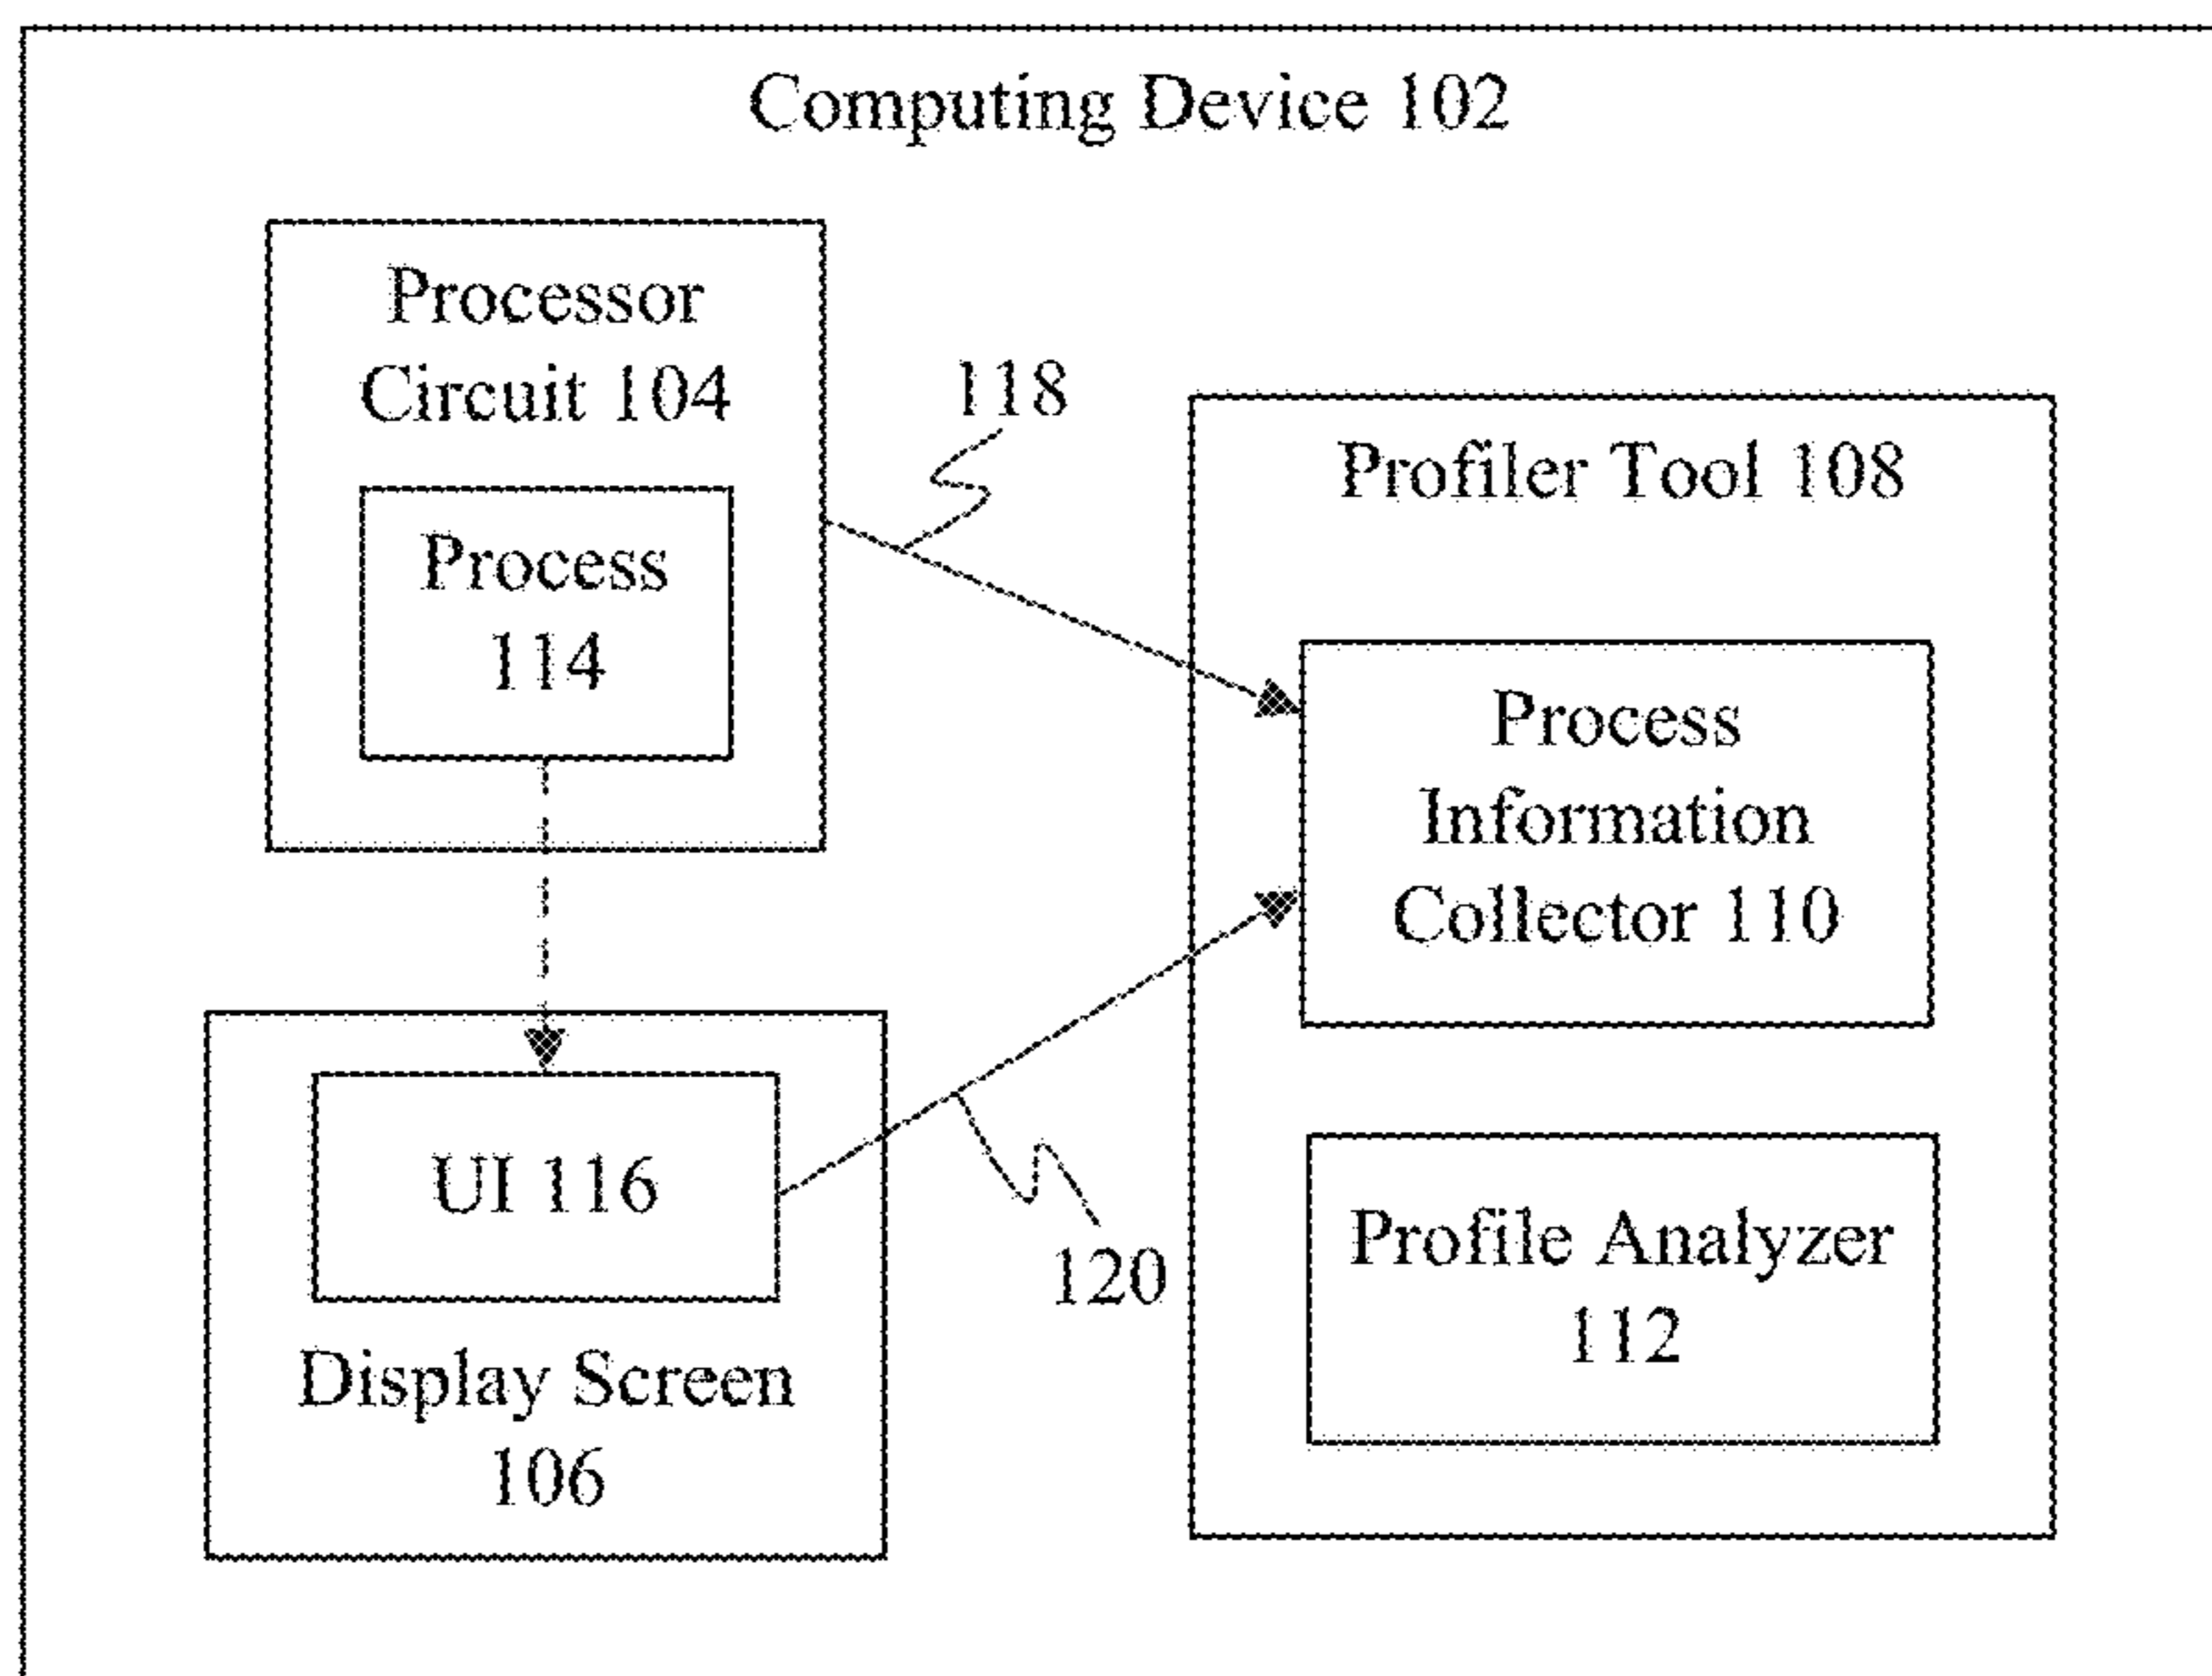 Computing Device 102
Processor
Circuit 104
Process
114
118
Profiler Tool 108
Process
Information
Collector 110
UI 116
Display Screen
106
120
Profile Analyzer
112